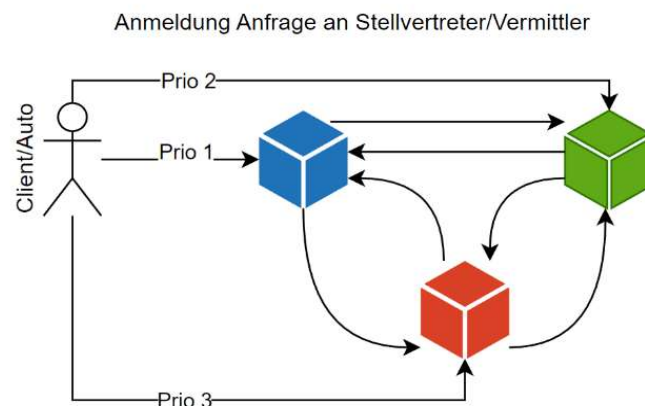 Anmeldung Anfrage an Stellvertreter/Vermittler
Prio 2
Client/Auto
Prio 1
Prio 3